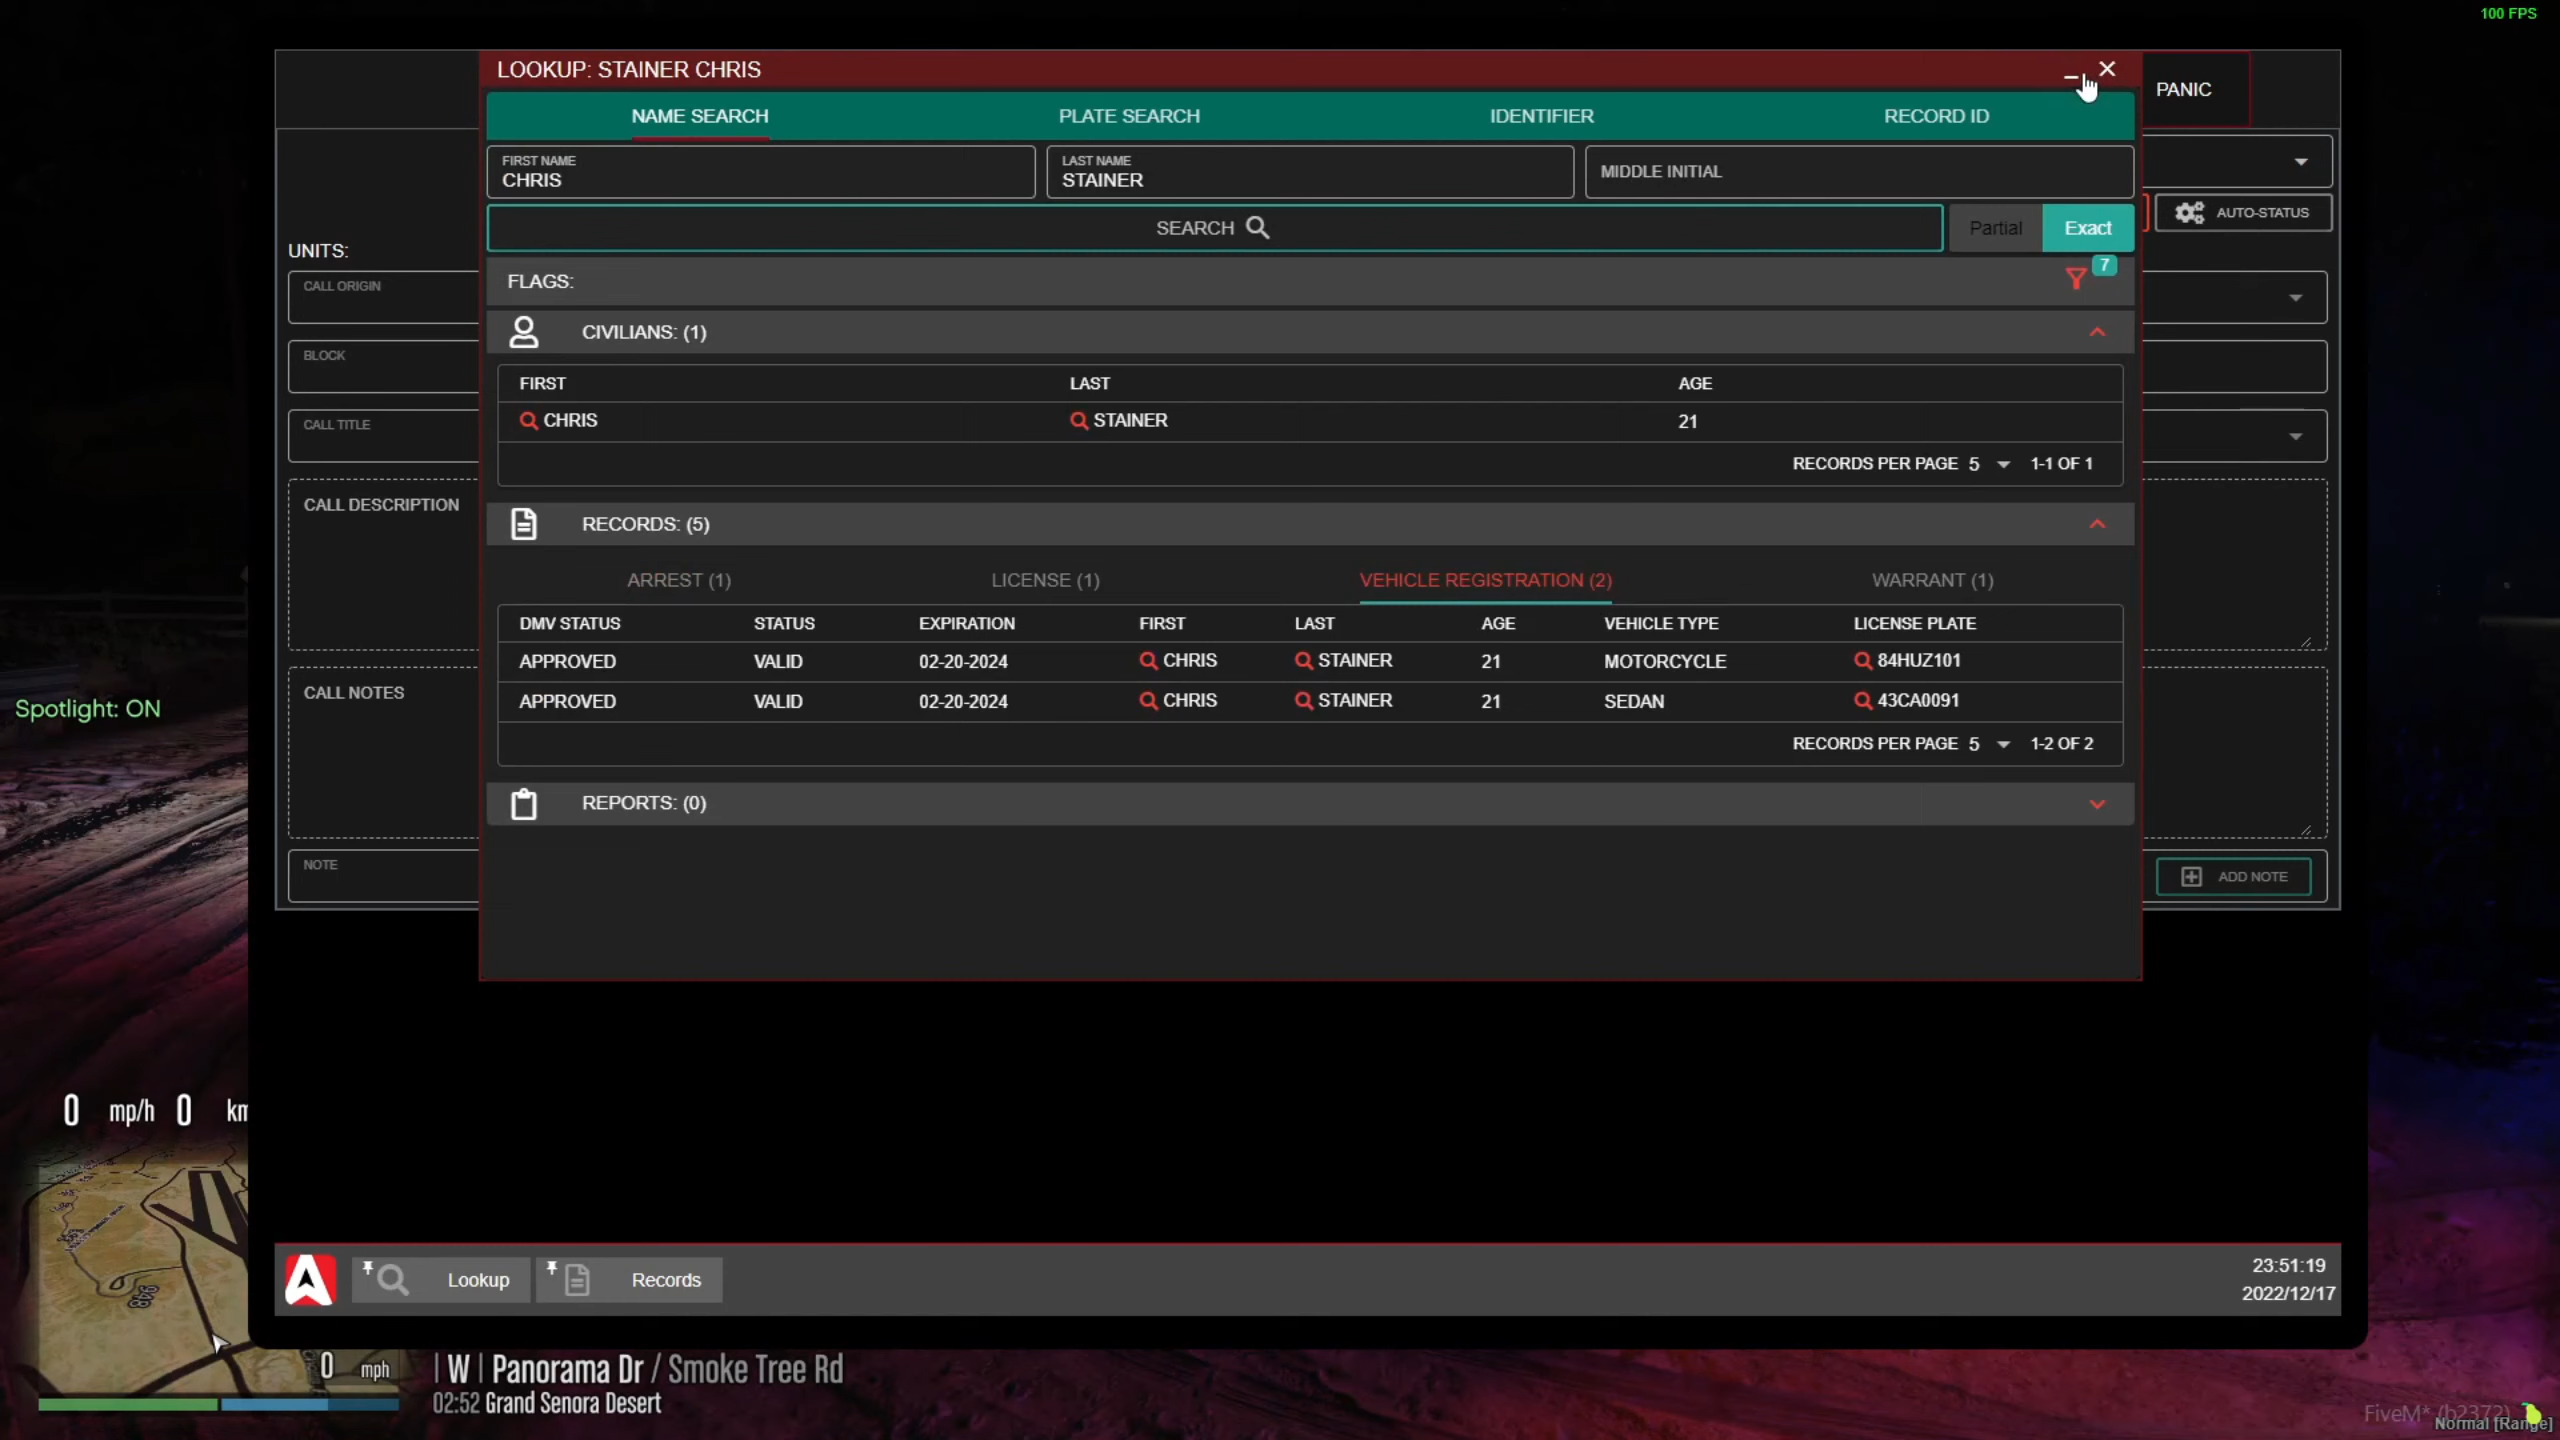 100 FPS
LOOKUP: STAINER CHRIS
PANIC
NAME SEARCH PLATE SEARCH IDENTIFIER RECORD ID
FIRST NAME LAST NAME
CHRIS STAINER MIDDLE INITIAL
SEARCH Partial Exact
AUTO-STATUS
UNITS:
FLAGS: 7
CALL ORIGIN
CIVILIANS: (1)
BLOCK
FIRST LAST AGE
CHRIS STAINER 21
CALL TITLE
RECORDS PER PAGE 5 1-1 OF 1
CALL DESCRIPTION
RECORDS: (5)
ARREST (1) LICENSE (1) VEHICLE REGISTRATION (2) WARRANT (1)
DMV STATUS STATUS EXPIRATION FIRST LAST AGE VEHICLE TYPE LICENSE PLATE
APPROVED VALID 02-20-2024 CHRIS STAINER 21 MOTORCYCLE 84HUZ101
CALL NOTES
APPROVED VALID 02-20-2024 CHRIS STAINER 21 SEDAN 43CA0091
Spotlight: ON
RECORDS PER PAGE 5 1-2 OF 2
REPORTS: (0)
NOTE
ADD NOTE
0 mp/h 0 km
Lookup Records
23:51:19
2022/12/17
0 mph
| W | Panorama Dr / Smoke Tree Rd
02:52 Grand Senora Desert
FiveM* (b2372)
Normal [Range]